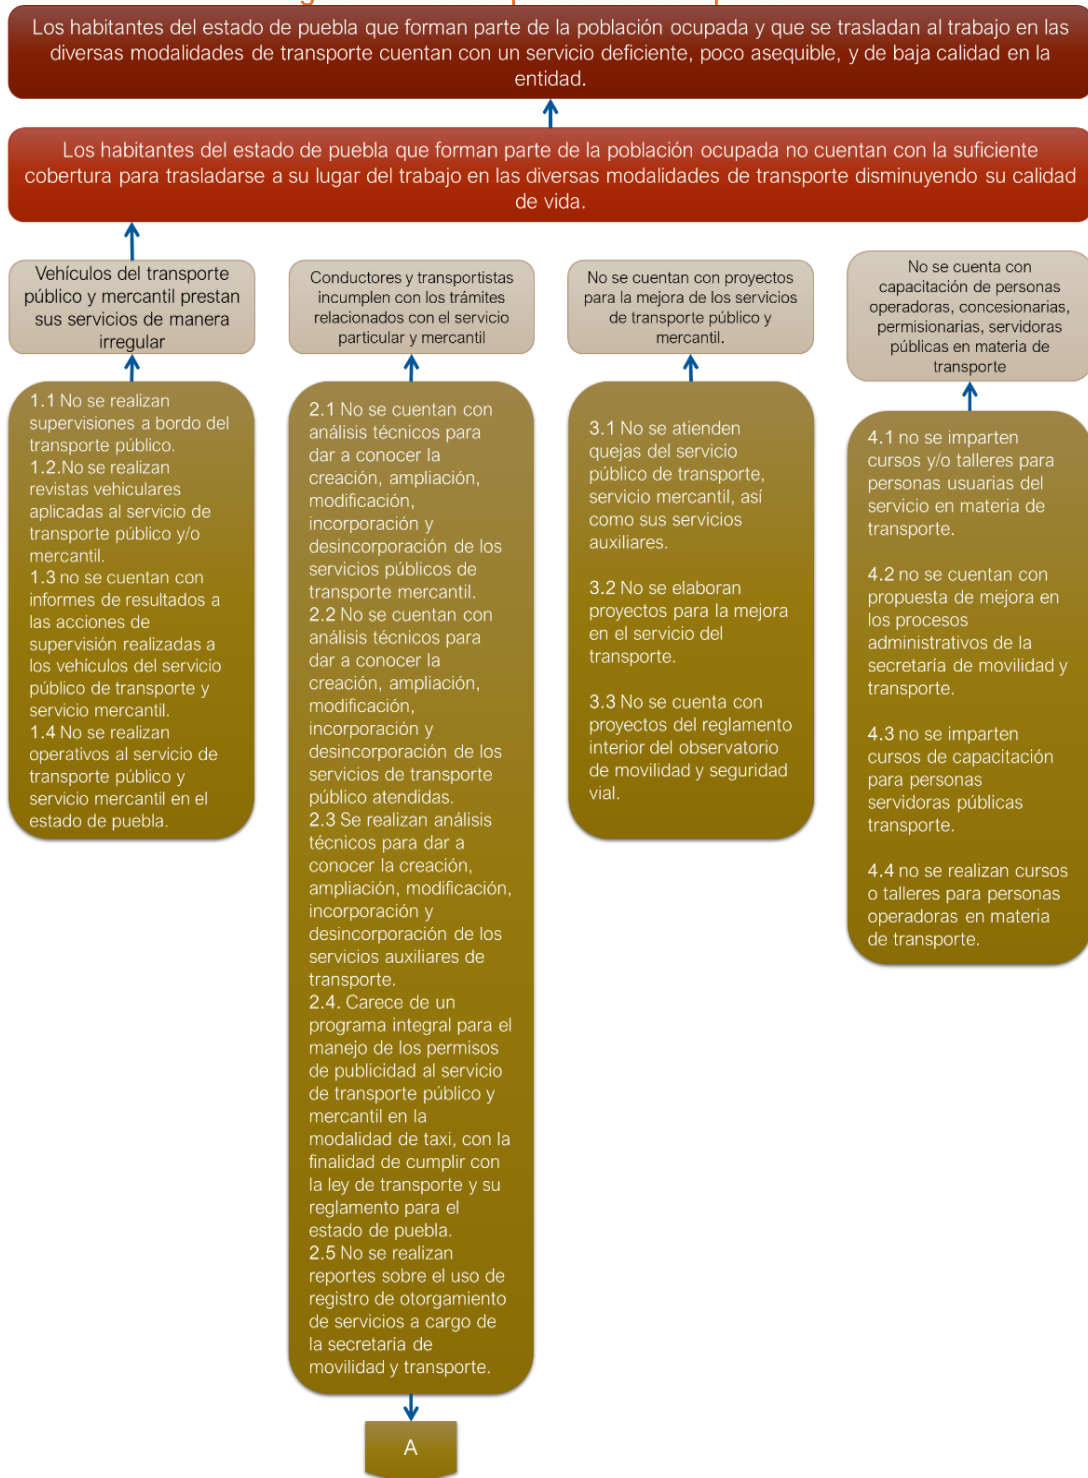 Los habitantes del estado de puebla que forman parte de la población ocupada y que se trasladan al trabajo en las
diversas modalidades de transporte cuentan con un servicio deficiente, poco asequible, y de baja calidad en la
entidad.
Los habitantes del estado de puebla que forman parte de la población ocupada no cuentan con la suficiente
cobertura para trasladarse a su lugar del trabajo en las diversas modalidades de transporte disminuyendo su calidad
de vida.
Vehículos del transporte
público y mercantil prestan
sus servicios de manera
irregular
1.1 No se realizan
supervisiones a bordo del
transporte público.
1.2.No se realizan
revistas vehiculares
aplicadas al servicio de
transporte público y/o
mercantil.
1.3 no se cuentan con
informes de resultados a
las acciones de
supervisión realizadas a
los vehículos del servicio
público de transporte y
servicio mercantil.
1.4 No se realizan
operativos al servicio de
transporte público y
servicio mercantil en el
estado de puebla.
Conductores y transportistas
incumplen con los trámites
relacionados con el servicio
particular y mercantil
2.1 No se cuentan con
análisis técnicos para
dar a conocer la
creación, ampliación,
modificación,
incorporación y
desincorporación de los
servicios públicos de
transporte mercantil.
2.2 No se cuentan con
análisis técnicos para
dar a conocer la
creación, ampliación,
modificación,
incorporación y
desincorporación de los
servicios de transporte
público atendidas.
2.3 Se realizan análisis
técnicos para dar a
conocer la creación,
ampliación, modificación,
incorporación y
desincorporación de los
servicios auxiliares de
transporte.
2.4. Carece de un
programa integral para el
manejo de los permisos
de publicidad al servicio
de transporte público y
mercantil en la
modalidad de taxi, con la
finalidad de cumplir con
la ley de transporte y su
reglamento para el
estado de puebla.
2.5 No se realizan
reportes sobre el uso de
registro de otorgamiento
de servicios a cargo de
la secretaría de
movilidad y transporte.
A
No se cuentan con proyectos
para la mejora de los servicios
de transporte público y
mercantil.
3.1 No se atienden
quejas del servicio
público de transporte,
servicio mercantil, así
como sus servicios
auxiliares.
3.2 No se elaboran
proyectos para la mejora
en el servicio del
transporte.
3.3 No se cuenta con
proyectos del reglamento
interior del observatorio
de movilidad y seguridad
vial.
No se cuenta con
capacitación de personas
operadoras, concesionarias,
permisionarias, servidoras
públicas en materia de
transporte
4.1 no se imparten
cursos y/o talleres para
personas usuarias del
servicio en materia de
transporte.
4.2 no se cuentan con
propuesta de mejora en
los procesos
administrativos de la
secretaría de movilidad y
transporte.
4.3 no se imparten
cursos de capacitación
para personas
servidoras públicas
transporte.
4.4 no se realizan cursos
o talleres para personas
operadoras en materia
de transporte.